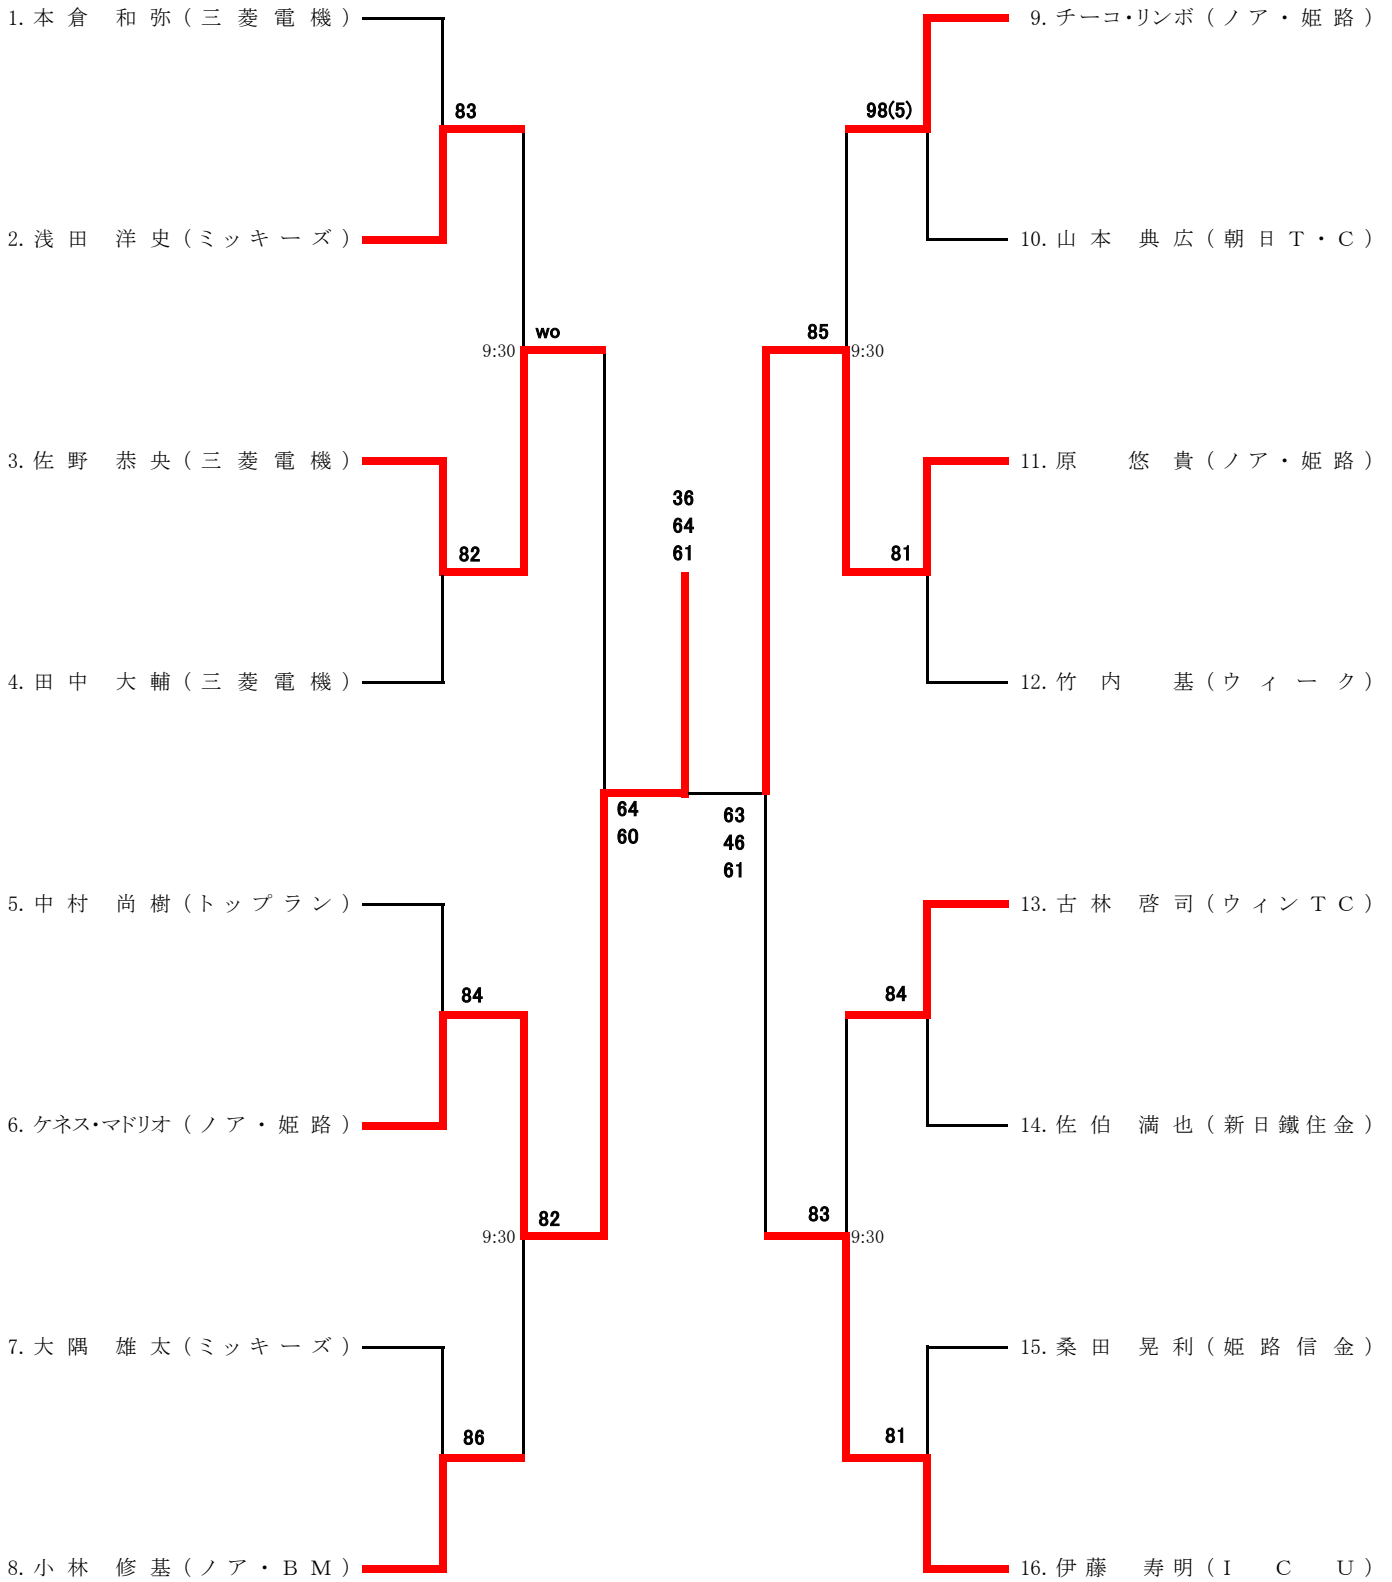 1. 本倉 和弥 (三菱電機)
83
2. 浅田 洋史 (ミッキーズ)
9:30
wo
3. 佐野 恭央 (三菱電機)
82
4. 田中 大輔 (三菱電機)
64
60
5. 中村 尚樹 (トップラン)
84
6. ケネス・マドリオ (ノア・姫路)
9:30
82
7. 大隅 雄太 (ミッキーズ)
86
8. 小林 修基 (ノア・BM)
36
64
61
9. チーコ・リンボ (ノア・姫路)
98(5)
10. 山本 典広 (朝日T・C)
85
9:30
11. 原 悠貴 (ノア・姫路)
81
12. 竹内 基 (ウィーク)
63
46
61
13. 古林 啓司 (ウィンTC)
84
14. 佐伯 満也 (新日鐵住金)
83
9:30
15. 桑田 晃利 (姫路信金)
81
16. 伊藤 寿明 (I C U)